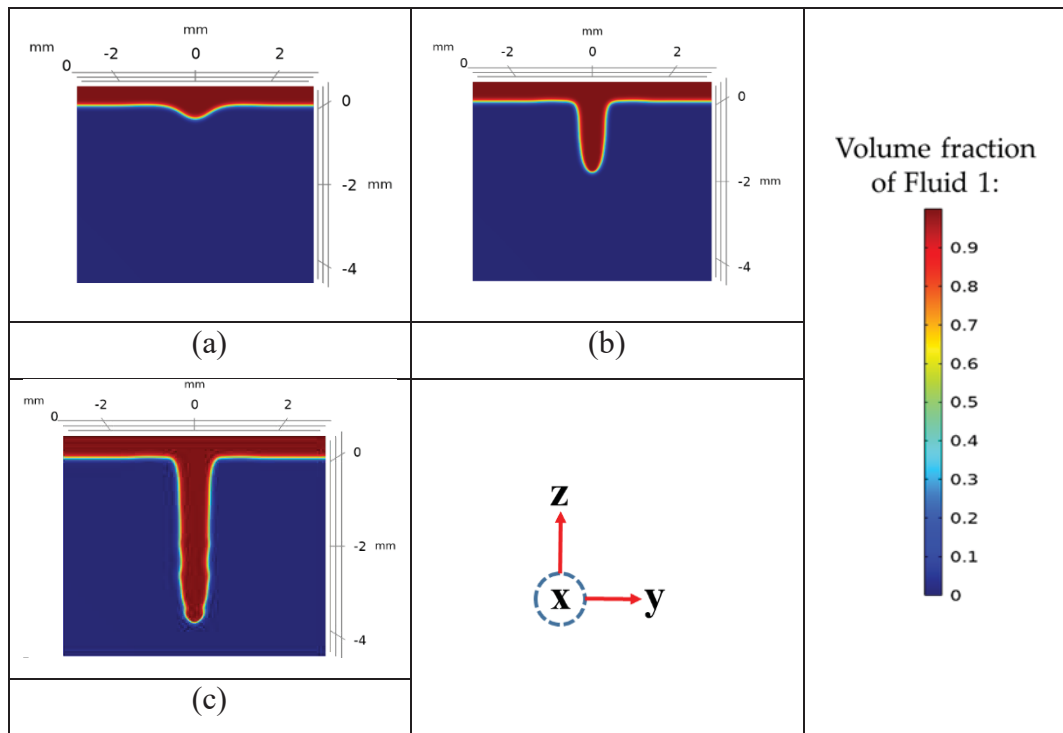 mm
mm -2 0 2
0
0
-2 mm
-4
(a)
mm
mm -2 0 2
0
0
-2 mm
-4
(b)
Volume fraction
of Fluid 1:
0.9
0.8
0.7
0.6
0.5
0.4
0.3
0.2
0.1
0
mm
mm -2 0 2
0
0
-2 mm
-4
(c)
z
x y